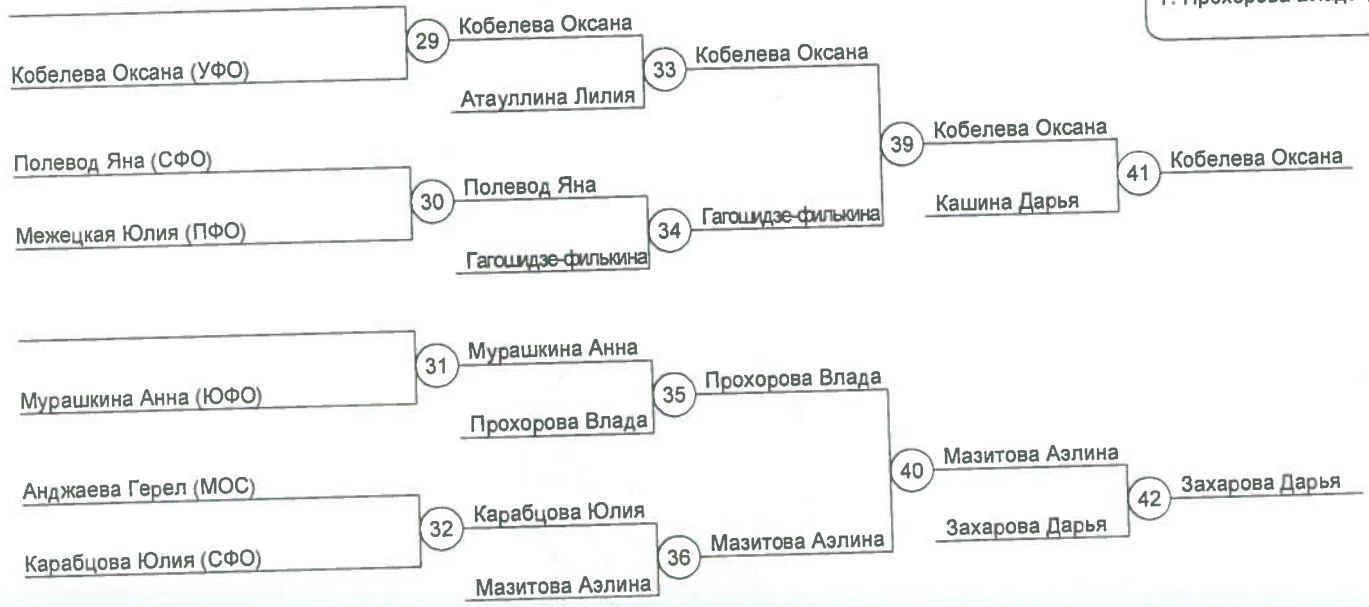 7. Прохорова Влада
29 Кобелева Оксана
Кобелева Оксана (УФО)
33 Кобелева Оксана
Атауллина Лилия
39 Кобелева Оксана
Полевод Яна (СФО)
41 Кобелева Оксана
30 Полевод Яна
Кашина Дарья
Межецкая Юлия (ПФО)
34 Гагошидзе-филькина
Гагошидзе-филькина
31 Мурашкина Анна
Мурашкина Анна (ЮФО)
35 Прохорова Влада
Прохорова Влада
40 Мазитова Аэлина
Анджаева Герел (МОС)
42 Захарова Дарья
32 Карабцова Юлия
Захарова Дарья
Карабцова Юлия (СФО)
36 Мазитова Аэлина
Мазитова Аэлина